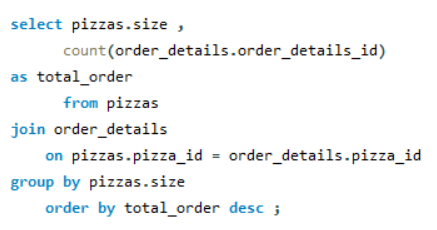 select pizzas.size ,
count(order_details.order_details_id)
as total_order
from pizzas
join order_details
on pizzas.pizza_id = order_details.pizza_id
group by pizzas.size
order by total_order desc ;